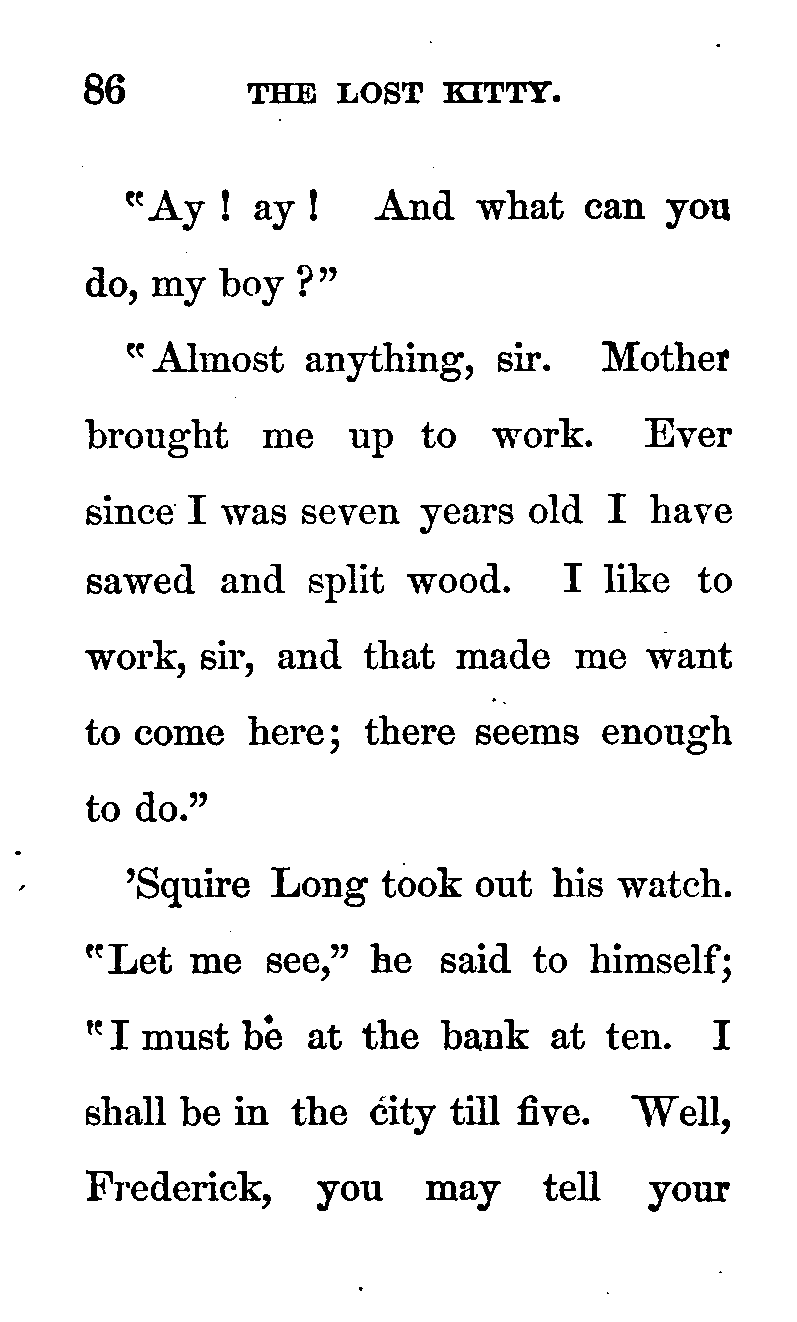 86 THE LOST KITTY.
"Ay ! ay ! And what can you
do, my boy ?"
"Almost anything, sir. Mother
brought me up to work. Ever
since I was seven years old I have
sawed and split wood. I like to
work, sir, and that made me want
to come here; there seems enough
to do."
'Squire Long took out his watch.
"Let me see," he said to himself;
"I must be at the bank at ten. I
shall be in the city till five. Well,
Frederick, you may tell your